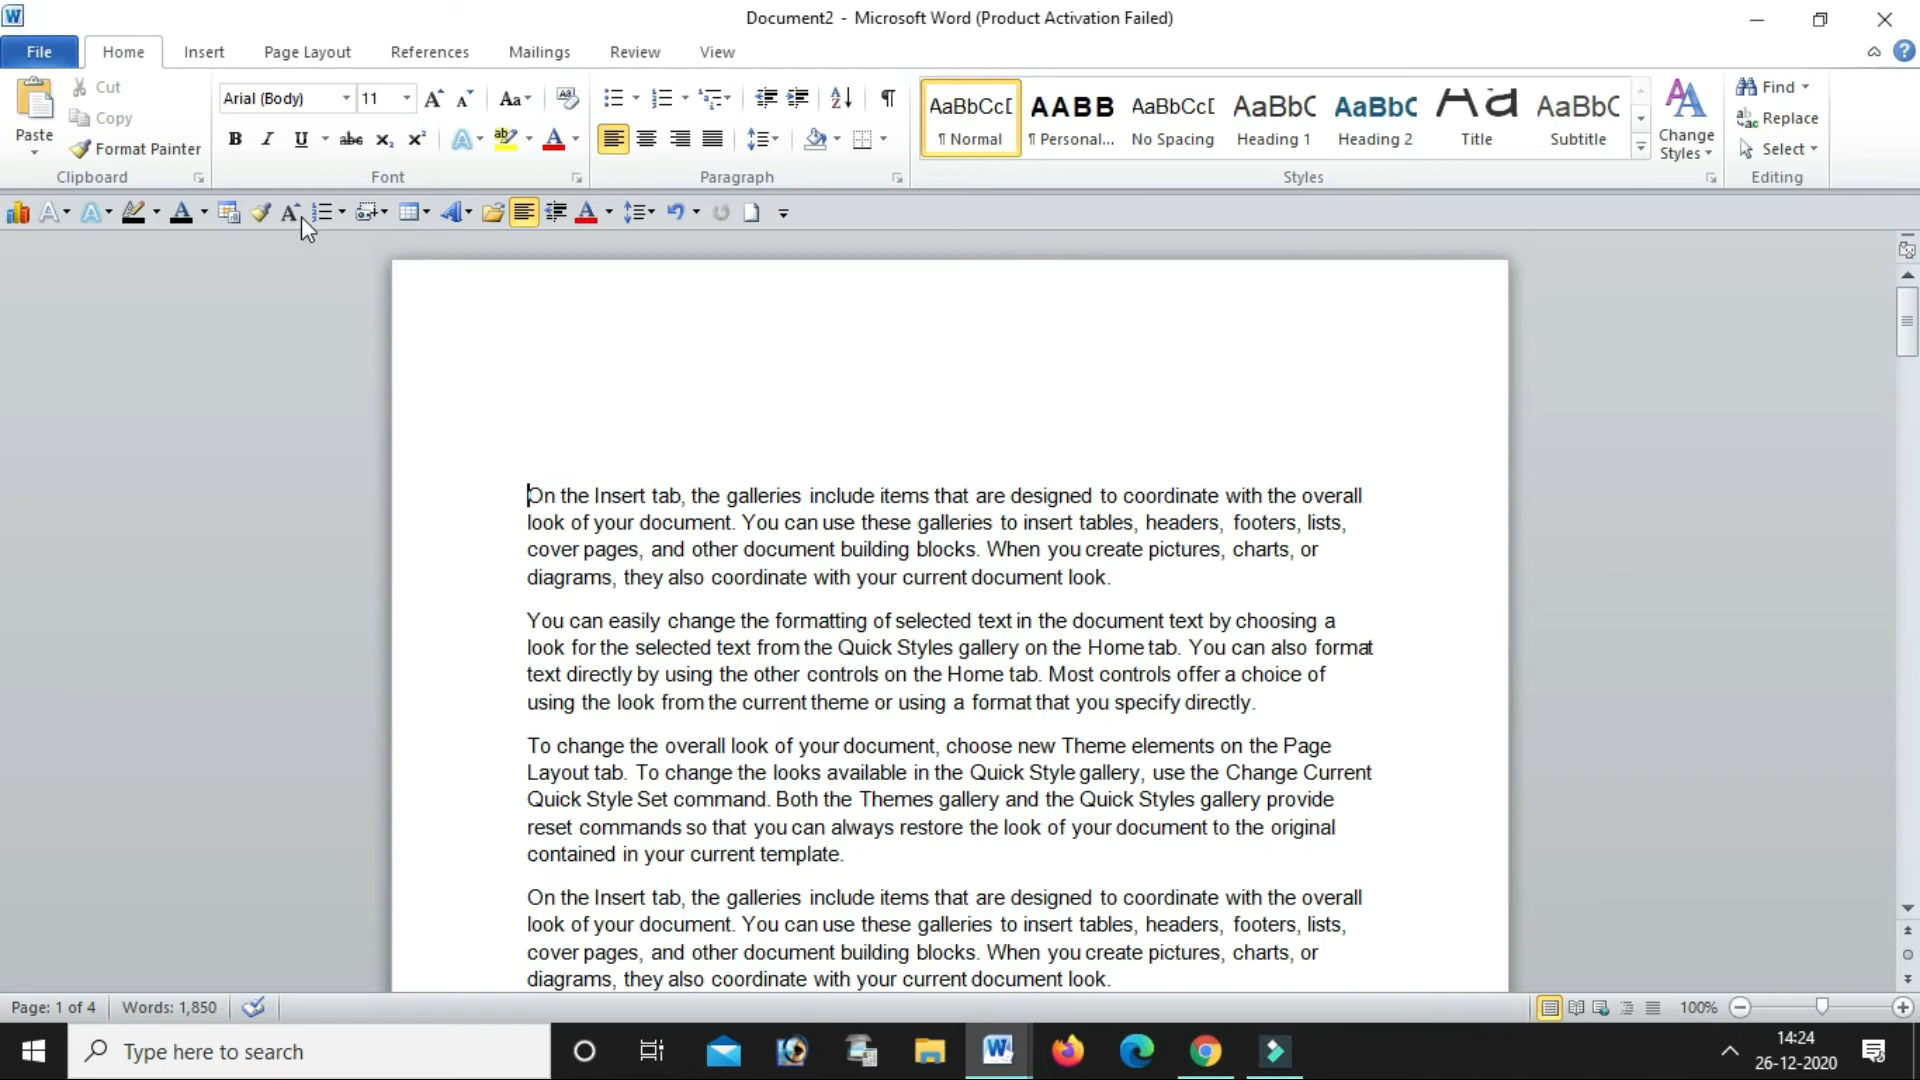 Document2 - Microsoft Word (Product Activation Failed)
File Home Insert Page Layout References Mailings Review View
Paste
Cut
Copy
Format Painter
Clipboard
Arial (Body) 11
Font
Paragraph
AaBbCcD AABB AaBbCcD AaBbC AaBbC Aa AaBbC
¶ Normal ¶ Personal... No Spacing Heading 1 Heading 2 Title Subtitle
Change
Styles
Styles
Find
Replace
Select
Editing
On the Insert tab, the galleries include items that are designed to coordinate with the overall
look of your document. You can use these galleries to insert tables, headers, footers, lists,
cover pages, and other document building blocks. When you create pictures, charts, or
diagrams, they also coordinate with your current document look.
You can easily change the formatting of selected text in the document text by choosing a
look for the selected text from the Quick Styles gallery on the Home tab. You can also format
text directly by using the other controls on the Home tab. Most controls offer a choice of
using the look from the current theme or using a format that you specify directly.
To change the overall look of your document, choose new Theme elements on the Page
Layout tab. To change the looks available in the Quick Style gallery, use the Change Current
Quick Style Set command. Both the Themes gallery and the Quick Styles gallery provide
reset commands so that you can always restore the look of your document to the original
contained in your current template.
On the Insert tab, the galleries include items that are designed to coordinate with the overall
look of your document. You can use these galleries to insert tables, headers, footers, lists,
cover pages, and other document building blocks. When you create pictures, charts, or
diagrams, they also coordinate with your current document look.
Page: 1 of 4 Words: 1,850 100%
Type here to search
14:24
26-12-2020